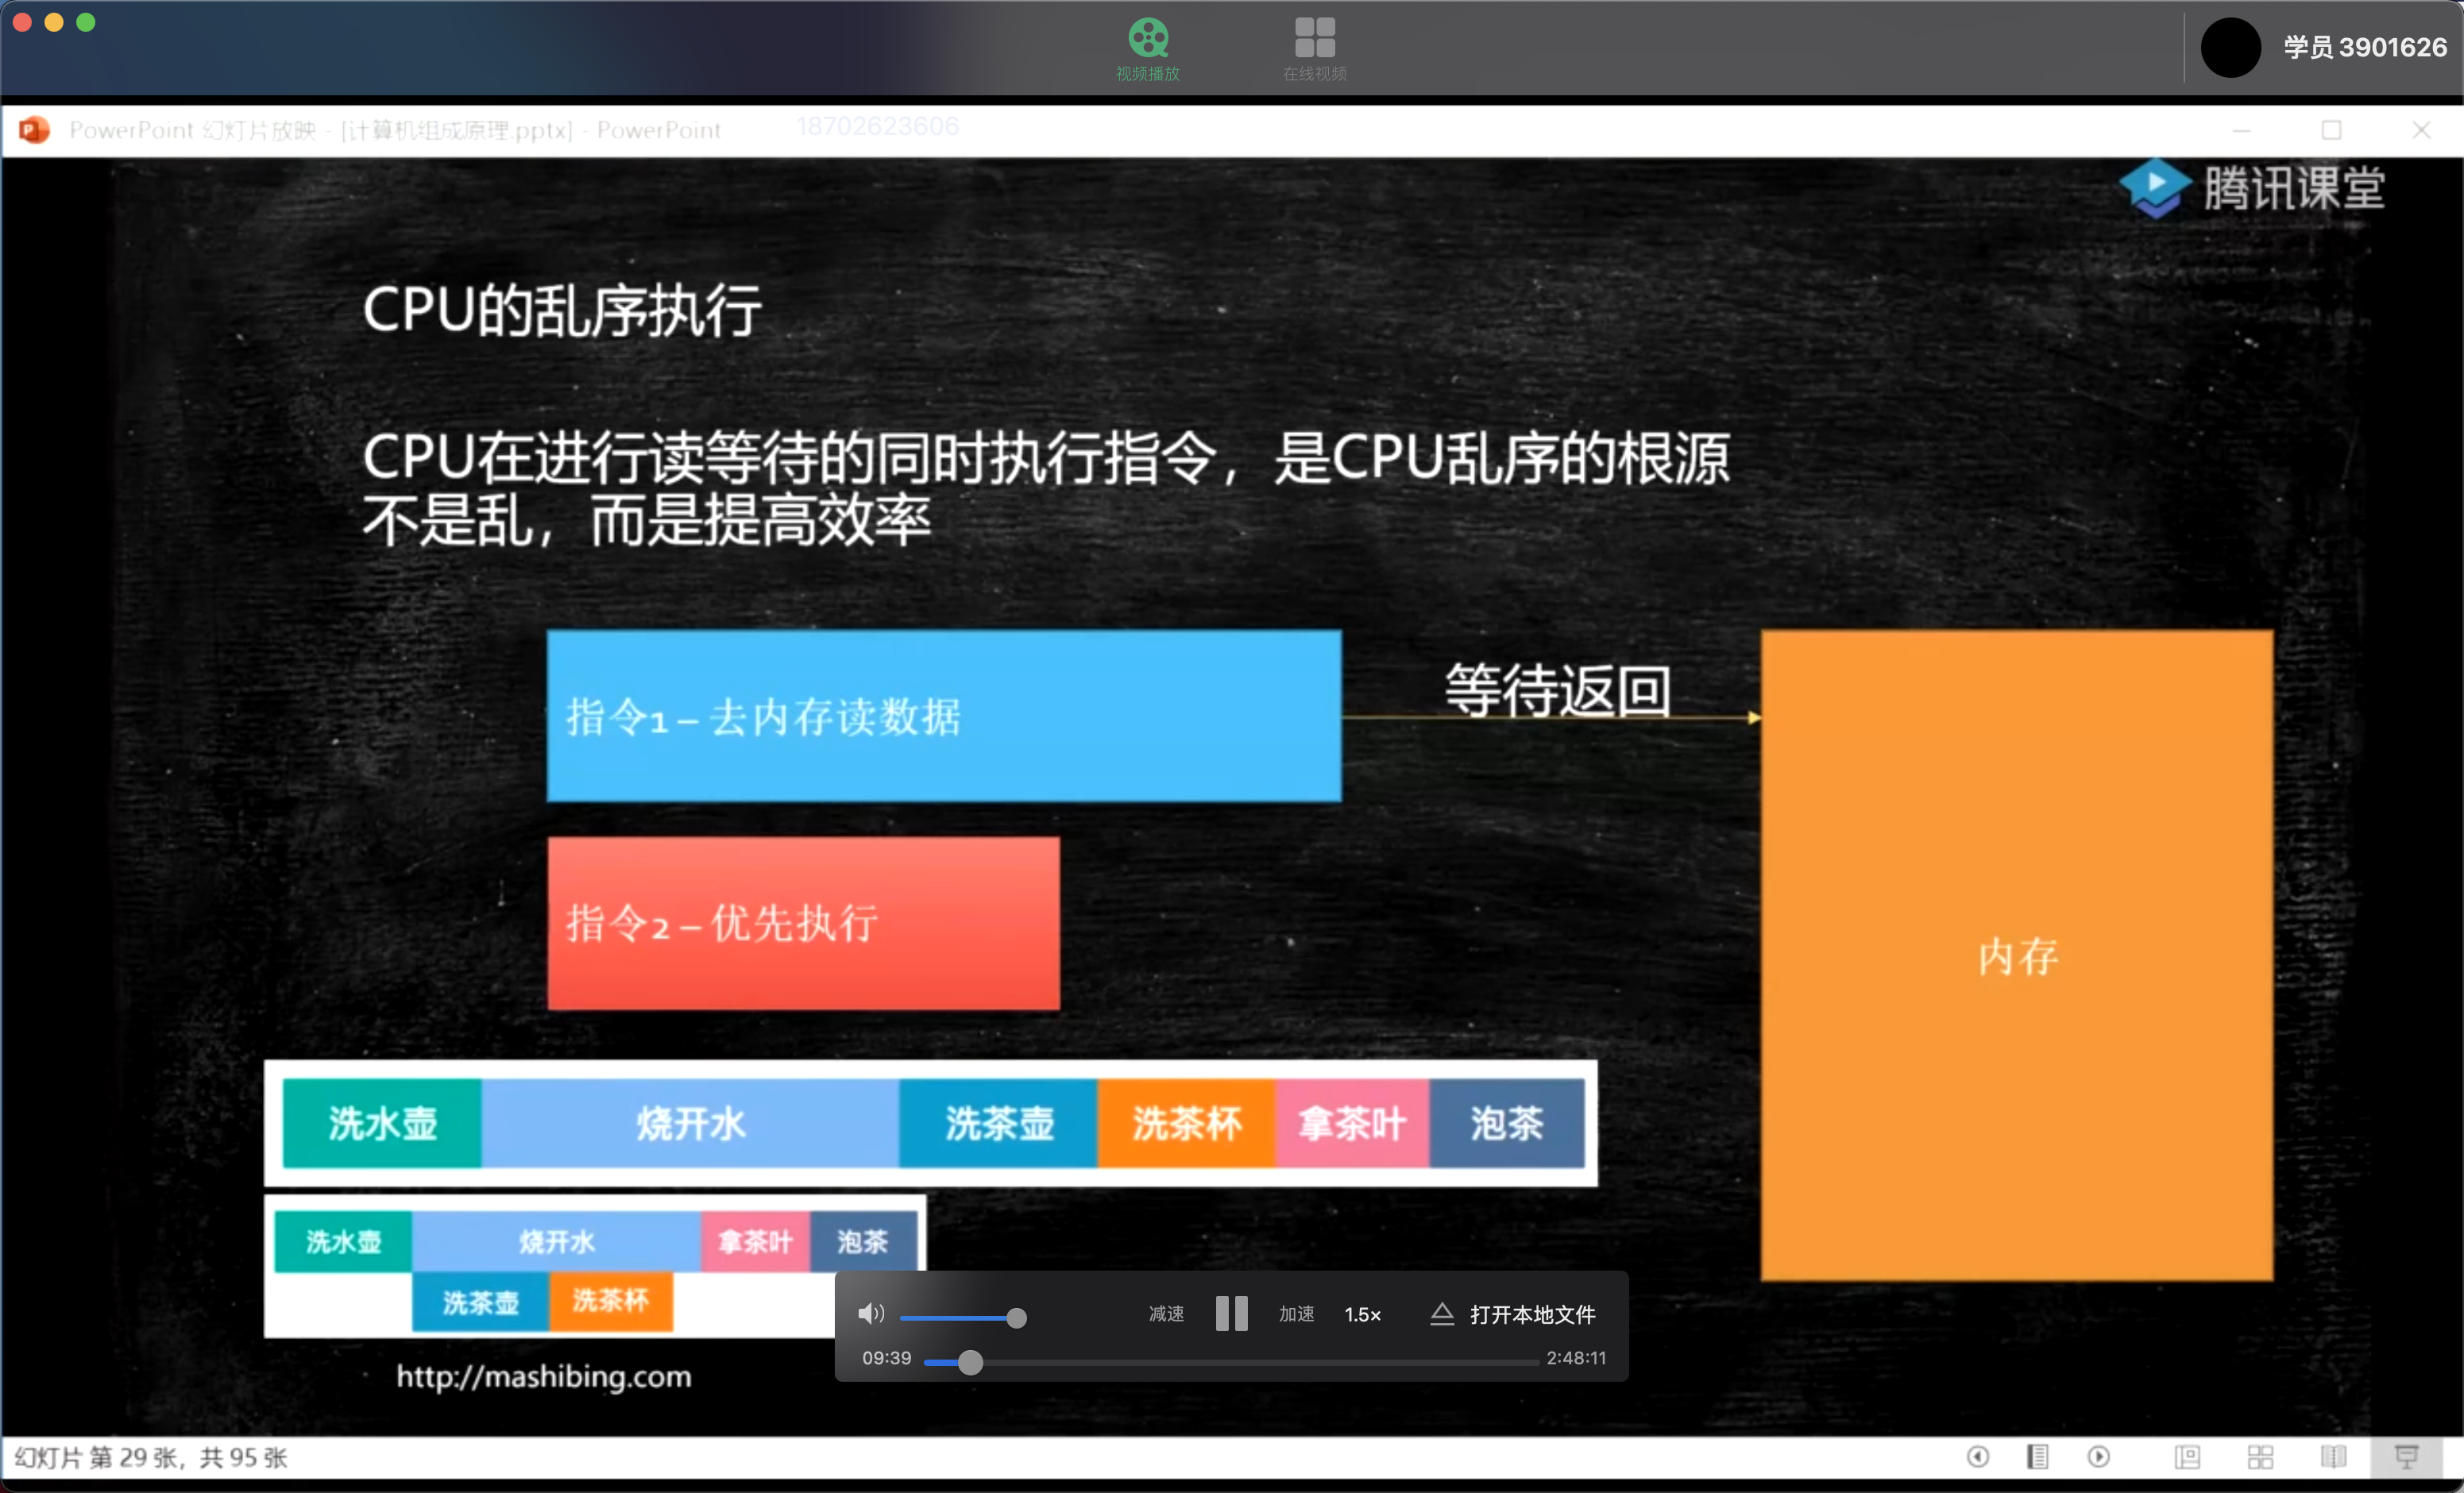 视频播放
在线视频
学员 3901626
PowerPoint 幻灯片放映 - [计算机组成原理.pptx] - PowerPoint
18702623606
腾讯课堂
CPU的乱序执行
CPU在进行读等待的同时执行指令，是CPU乱序的根源
不是乱，而是提高效率
指令1 – 去内存读数据
等待返回
指令2 – 优先执行
内存
洗水壶 烧开水 洗茶壶 洗茶杯 拿茶叶 泡茶
洗水壶 烧开水 拿茶叶 泡茶
洗茶壶 洗茶杯
减速 加速 1.5× 打开本地文件
09:39 2:48:11
http://mashibing.com
幻灯片 第 29 张，共 95 张